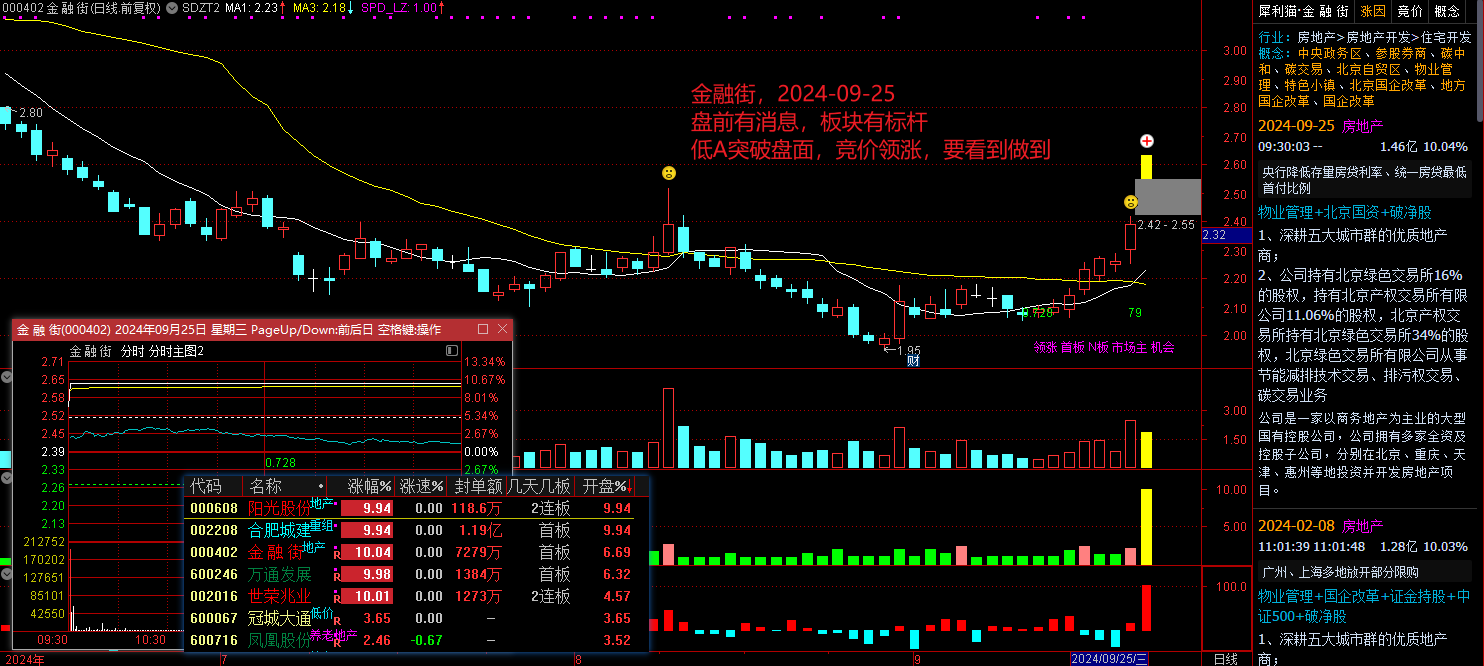 000402 金 融 街(日线.前复权) SDZT2 MA1: 2.23↑ MA3: 2.18↓ SPD_LZ: 1.00↑
2.80
金融街，2024-09-25
盘前有消息，板块有标杆
低A突破盘面，竞价领涨，要看到做到
2.42 - 2.55
←1.95
财
0.728
79
领涨 首板 N板 市场主 机会
3.00
2.90
2.80
2.70
2.60
2.50
2.40
2.32
2.30
2.20
2.10
2.00
3.00
1.50
10.00
5.00
100.0
金 融 街(000402) 2024年09月25日 星期三 PageUp/Down:前后日 空格键:操作
金 融 街 分时 分时主图2
2.71 13.34%
2.65 10.67%
2.58 8.01%
2.52 5.34%
2.45 2.67%
2.39 0.00%
2.33 2.67%
2.26
2.20
2.13
0.728
212752
170202
127651
85101
42550
09:30 10:30
代码 名称 • 涨幅% 涨速% 封单额 几天几板 开盘%↓
000608 阳光股份 地产 9.94 0.00 118.6万 2连板 9.94
002208 合肥城建 重组 9.94 0.00 1.19亿 首板 9.94
000402 金 融 街 地产 R 10.04 0.00 7279万 首板 6.69
600246 万通发展 R 9.98 0.00 1384万 首板 6.32
002016 世荣兆业 R 10.01 0.00 1273万 2连板 4.57
600067 冠城大通 低价 R 3.65 0.00 – 3.65
600716 凤凰股份 养老地产 R 2.46 -0.67 – 3.52
2024年 7 8 9 2024/09/25/三 日线
犀利猫·金 融 街 涨因 竞价 概念
行业: 房地产>房地产开发>住宅开发
概念: 中央政务区、参股券商、碳中
和、碳交易、北京自贸区、物业管
理、特色小镇、北京国企改革、地方
国企改革、国企改革
2024-09-25 房地产
09:30:03 -- 1.46亿 10.04%
央行降低存量房贷利率、统一房贷最低
首付比例
物业管理+北京国资+破净股
1、深耕五大城市群的优质地产
商；
2、公司持有北京绿色交易所16%
的股权，持有北京产权交易所有限
公司11.06%的股权，北京产权交
易所持有北京绿色交易所34%的股
权，北京绿色交易所有限公司从事
节能减排技术交易、排污权交易、
碳交易业务
公司是一家以商务地产为主业的大型
国有控股公司，公司拥有多家全资及
控股子公司，分别在北京、重庆、天
津、惠州等地投资并开发房地产项
目。
2024-02-08 房地产
11:01:39 11:01:48 1.28亿 10.03%
广州、上海多地放开部分限购
物业管理+国企改革+证金持股+中
证500+破净股
1、深耕五大城市群的优质地产
商；